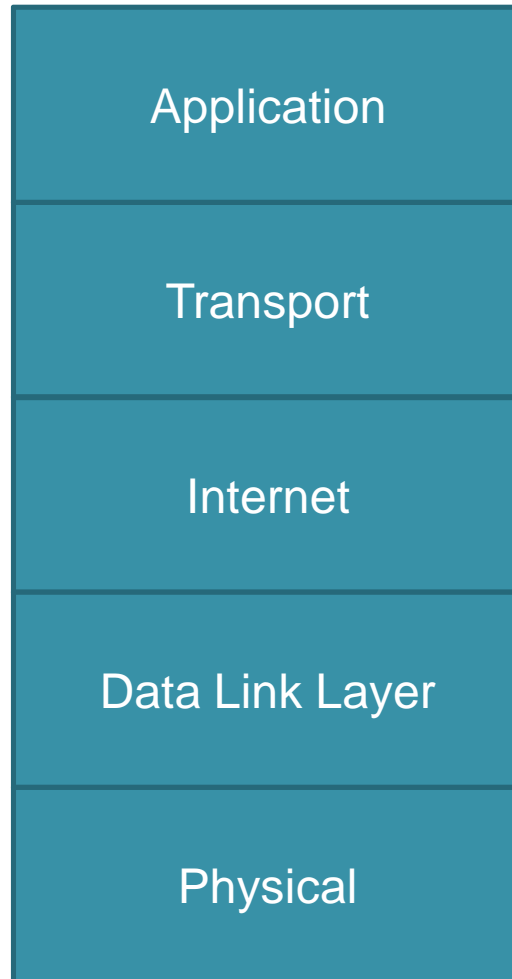 Application
Transport
Internet
Data Link Layer
Physical